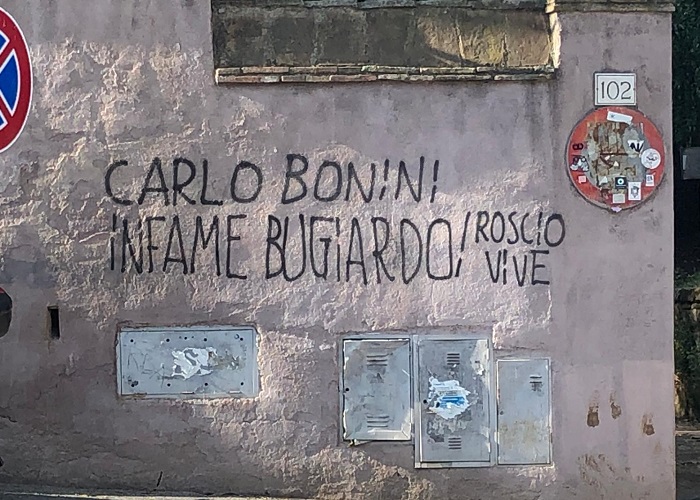 102
CARLO BONiNi
iNFAME BUGiARDO!
ROSCiO
ViVE